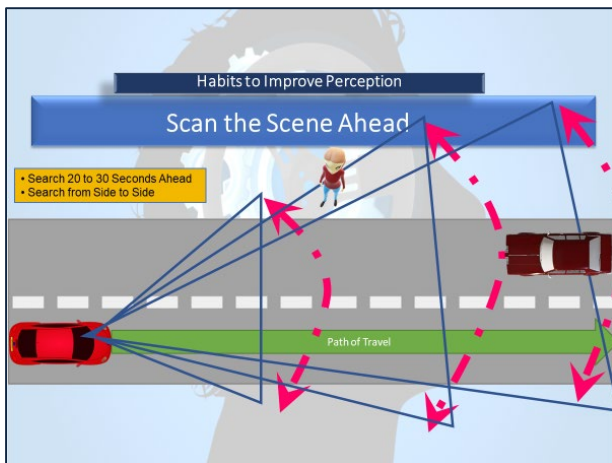 Habits to Improve Perception
Scan the Scene Ahead
• Search 20 to 30 Seconds Ahead
• Search from Side to Side
Path of Travel